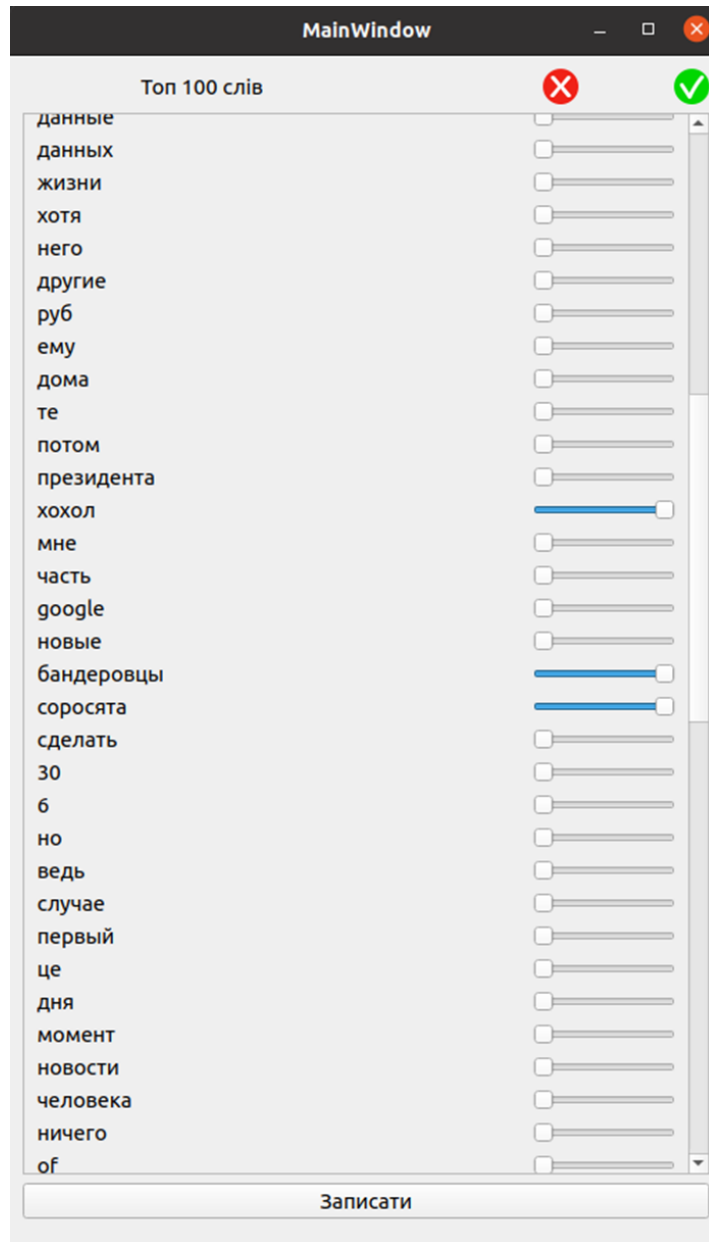 MainWindow
Топ 100 слів
данные
данных
жизни
хотя
него
другие
руб
ему
дома
те
потом
президента
хохол
мне
часть
google
новые
бандеровцы
соросята
сделать
30
6
но
ведь
случае
первый
це
дня
момент
новости
человека
ничего
of
Записати